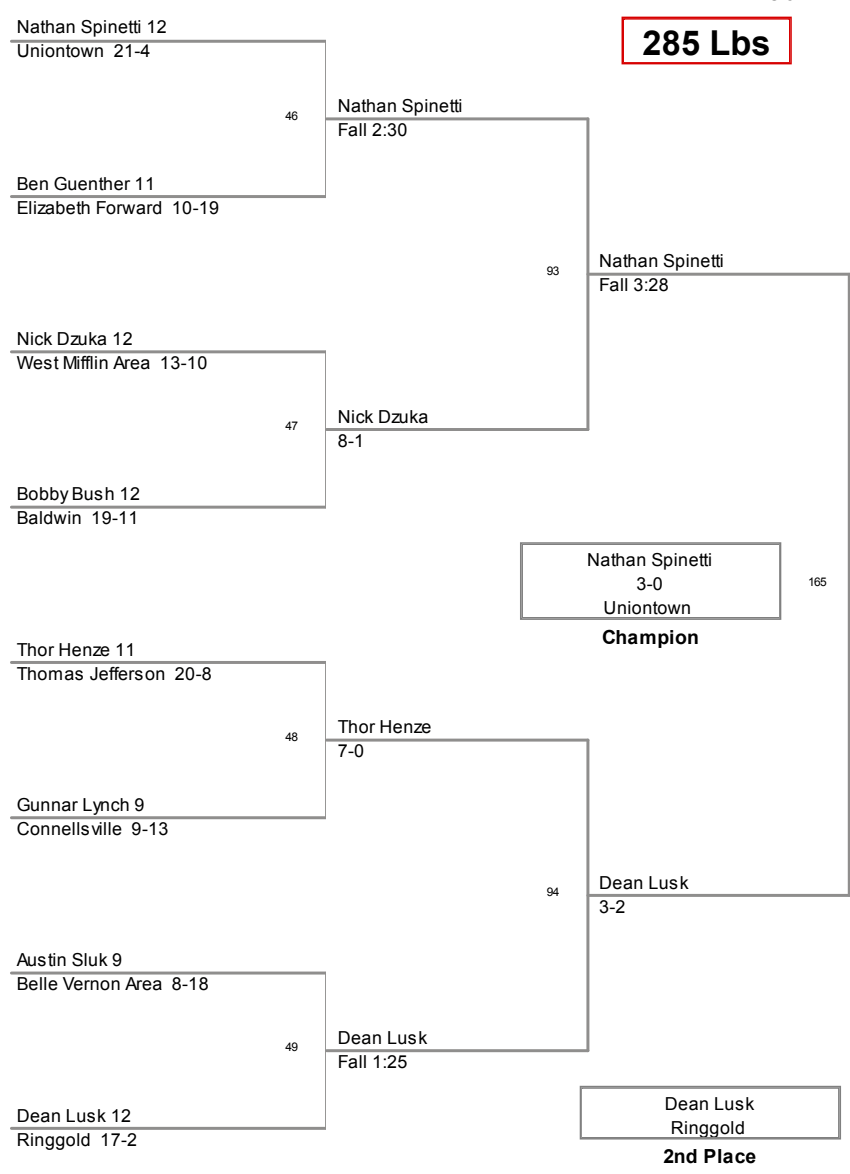 Nathan Spinetti 12
Uniontown 21-4
285 Lbs
46
Nathan Spinetti
Fall 2:30
Ben Guenther 11
Elizabeth Forward 10-19
93
Nathan Spinetti
Fall 3:28
Nick Dzuka 12
West Mifflin Area 13-10
47
Nick Dzuka
8-1
Bobby Bush 12
Baldwin 19-11
Nathan Spinetti
3-0
Uniontown
165
Champion
Thor Henze 11
Thomas Jefferson 20-8
48
Thor Henze
7-0
Gunnar Lynch 9
Connellsville 9-13
94
Dean Lusk
3-2
Austin Sluk 9
Belle Vernon Area 8-18
49
Dean Lusk
Fall 1:25
Dean Lusk 12
Ringgold 17-2
Dean Lusk
Ringgold
2nd Place